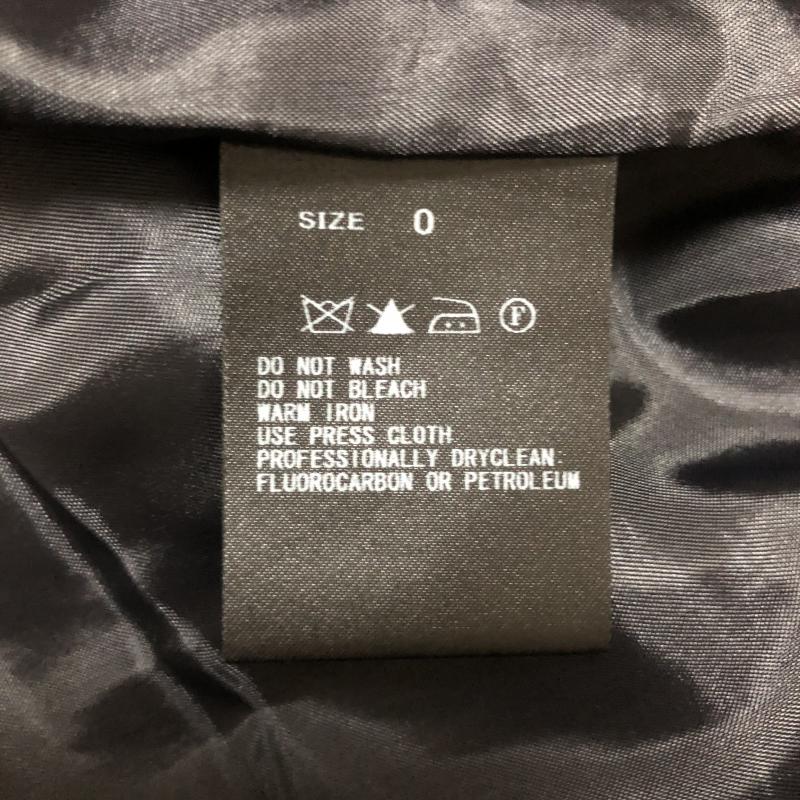 SIZE 0
F
DO NOT WASH
DO NOT BLEACH
WARM IRON
USE PRESS CLOTH
PROFESSIONALLY DRYCLEAN:
FLUOROCARBON OR PETROLEUM